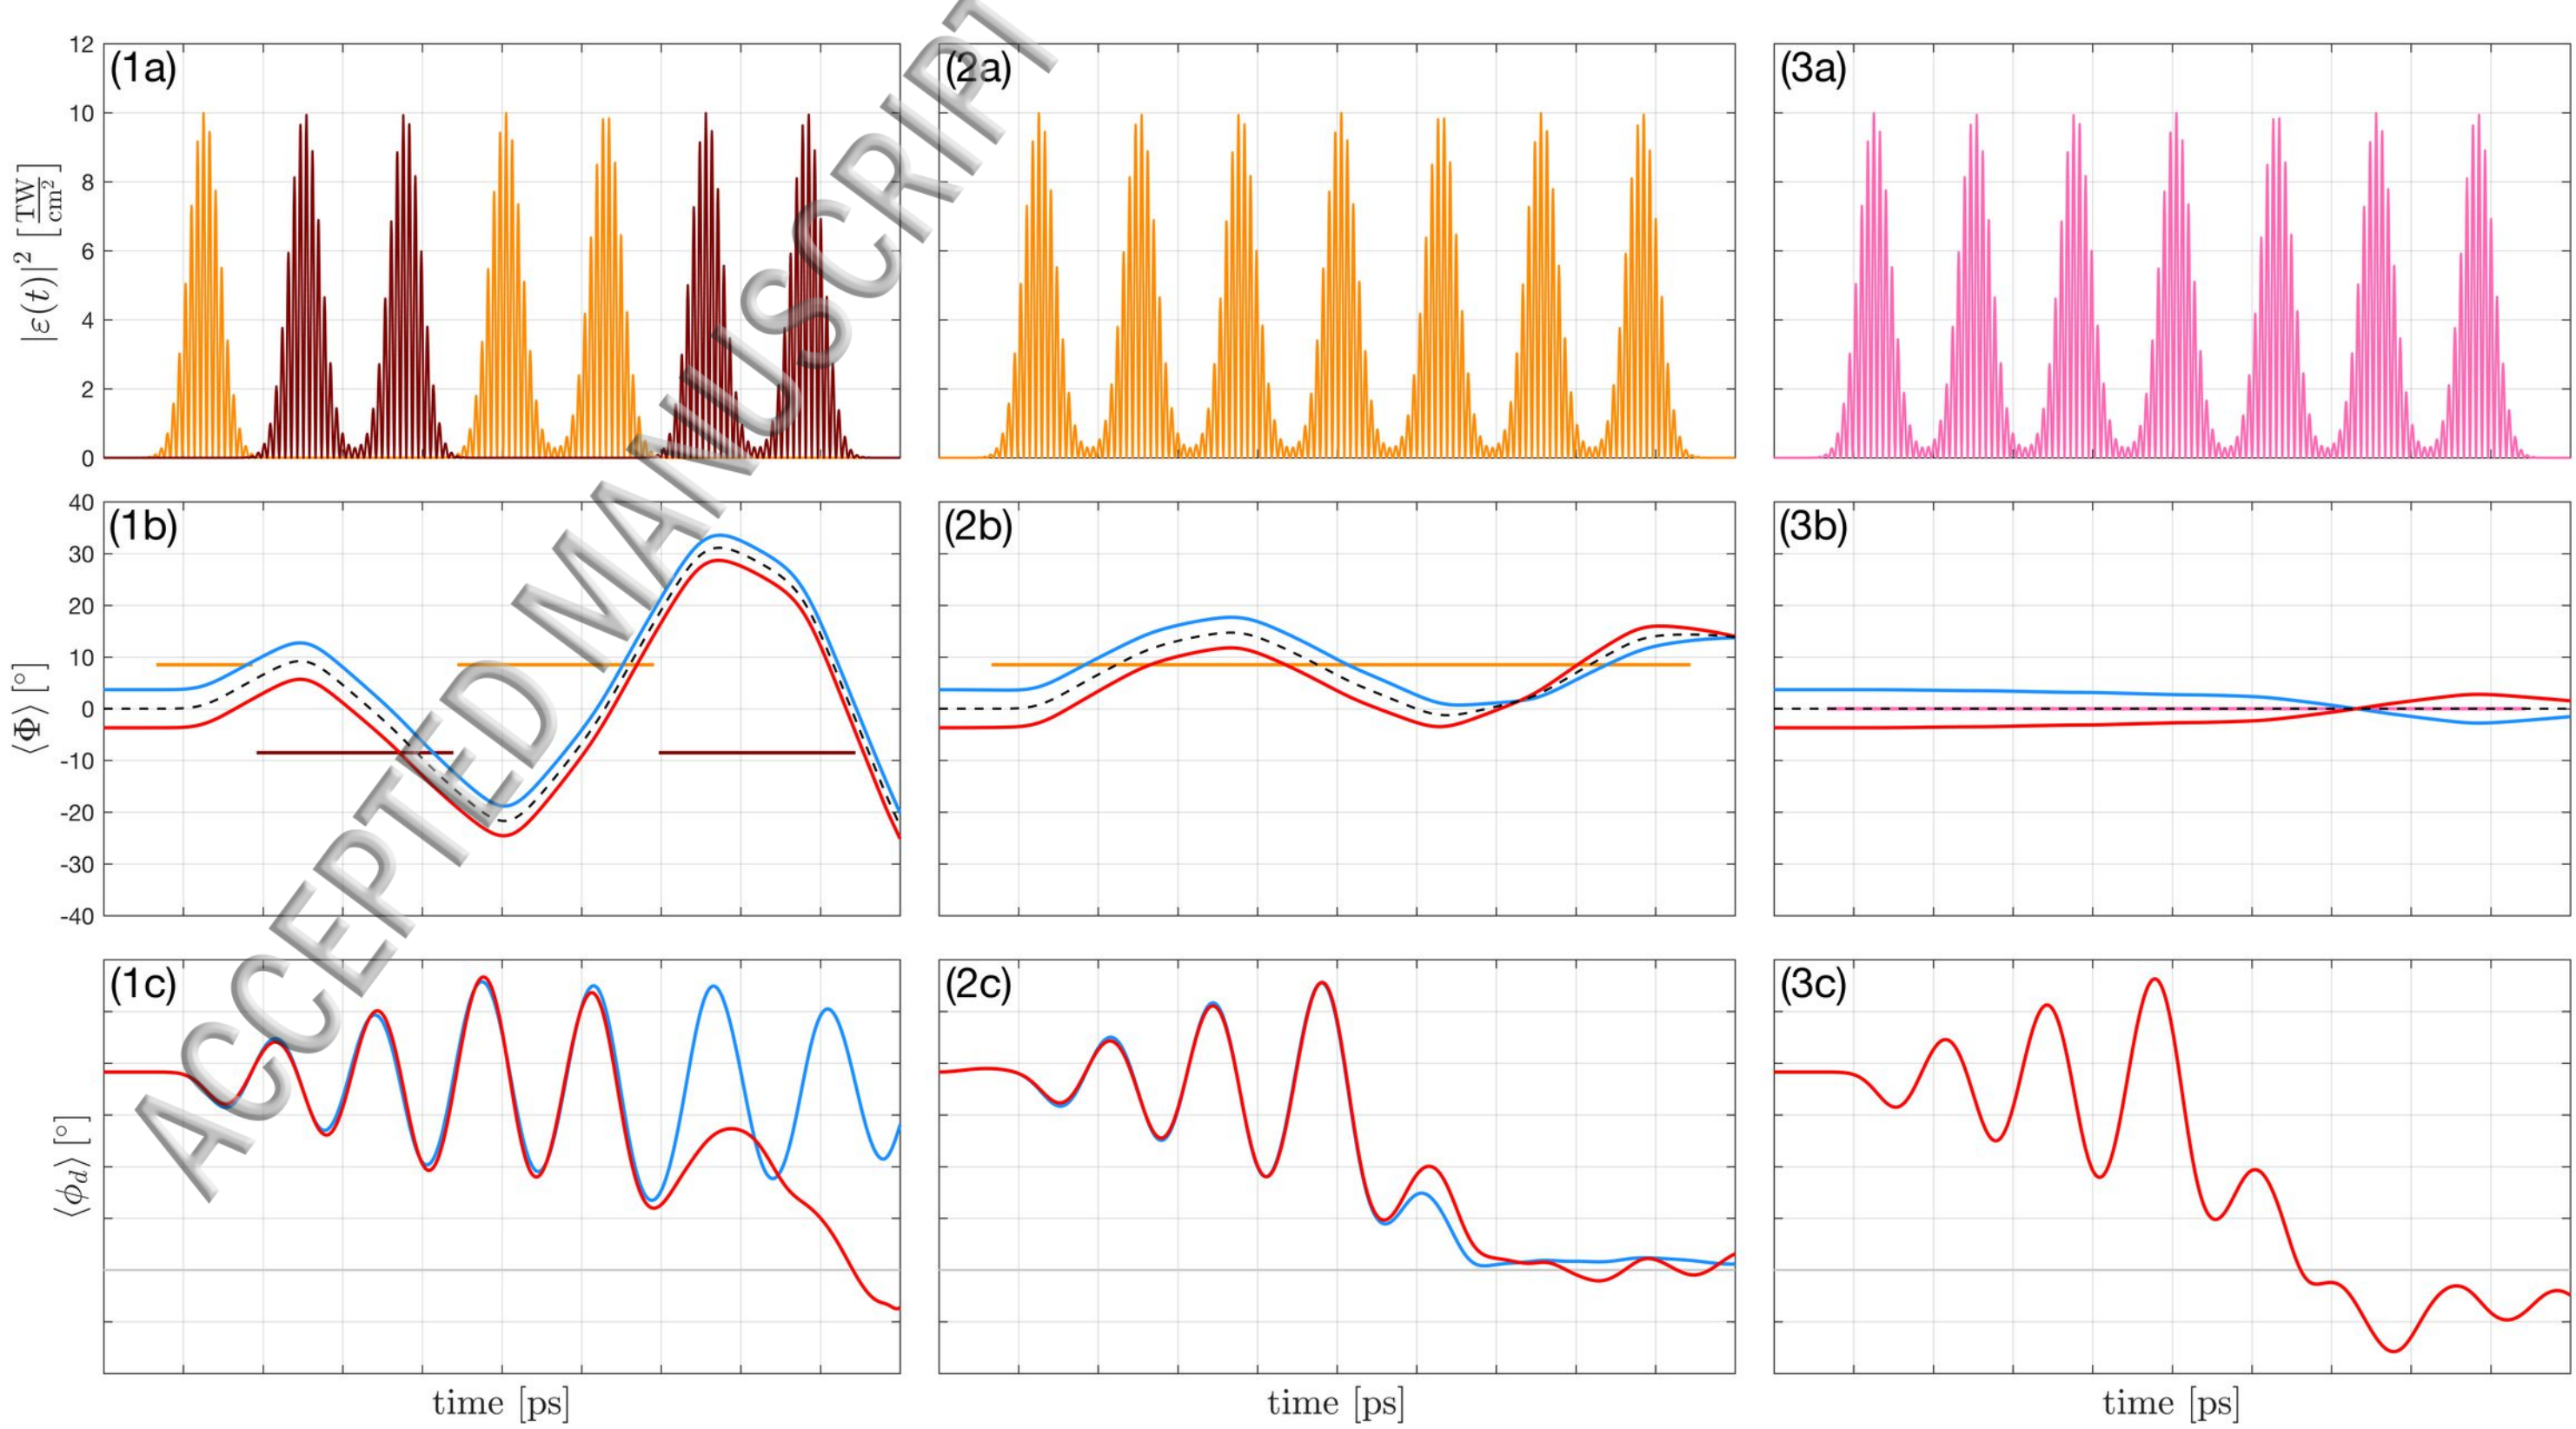 (1a)
(2a)
(3a)
12
10
8
6
4
2
0
|ε(t)|² [TW/cm²]
(1b)
(2b)
(3b)
40
30
20
10
0
-10
-20
-30
-40
⟨Φ⟩ [°]
(1c)
(2c)
(3c)
⟨ϕ_d⟩ [°]
time [ps]
time [ps]
time [ps]
ACCEPTED MANUSCRIPT